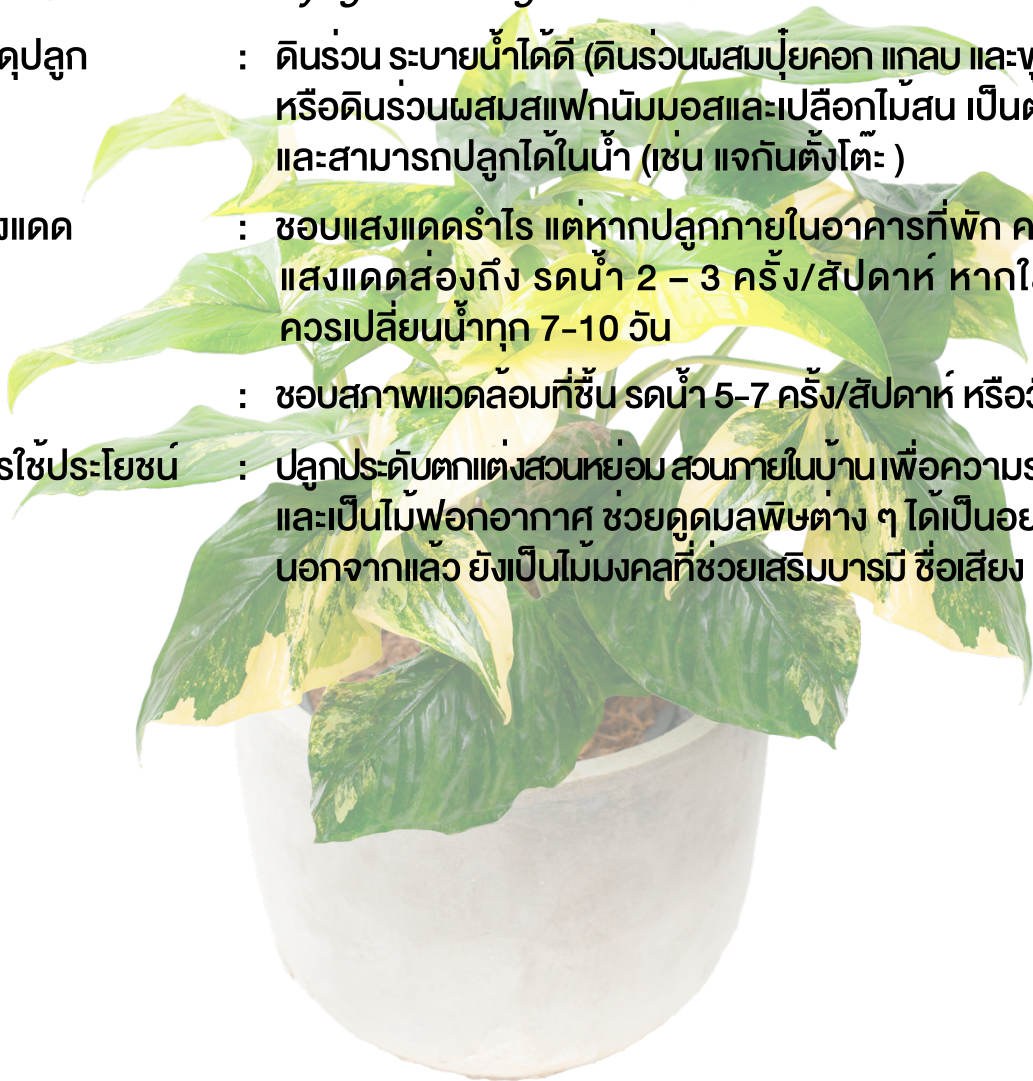 ดุปลูก : ดินร่วน ระบายน้ำได้ดี (ดินร่วนผสมปุ๋ยคอก แกลบ และ
หรือดินร่วนผสมสแฟกนัมมอสและเปลือกไม้สน เป็น
และสามารถปลูกได้ในน้ำ (เช่น แจกันตั้งโต๊ะ )
งแดด : ชอบแสงแดดรำไร แต่หากปลูกภายในอาคารที่พัก ค
แสงแดดส่องถึง รดน้ำ 2 – 3 ครั้ง/สัปดาห์ หาก
ควรเปลี่ยนน้ำทุก 7-10 วัน
: ชอบสภาพแวดล้อมที่ชื้น รดน้ำ 5-7 ครั้ง/สัปดาห์ หรือ
รใช้ประโยชน์ : ปลูกประดับตกแต่งสวนหย่อม สวนภายในบ้าน เพื่อความ
และเป็นไม้ฟอกอากาศ ช่วยดูดมลพิษต่าง ๆ ได้เป็นอย
นอกจากแล้ว ยังเป็นไม้มงคลที่ช่วยเสริมบารมี ชื่อเสียง